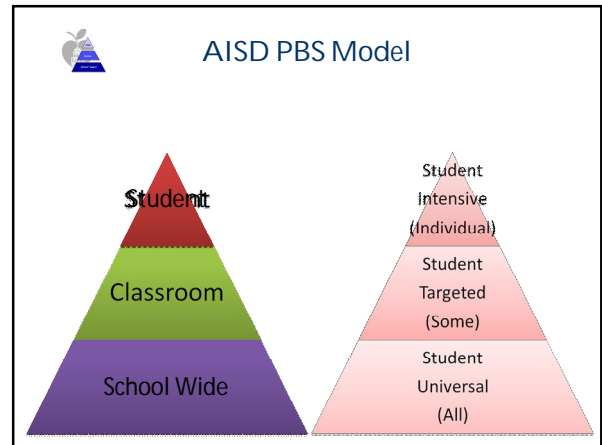 AISD PBS Model
Student
Classroom
School Wide
Student
Intensive
(Individual)
Student
Targeted
(Some)
Student
Universal
(All)